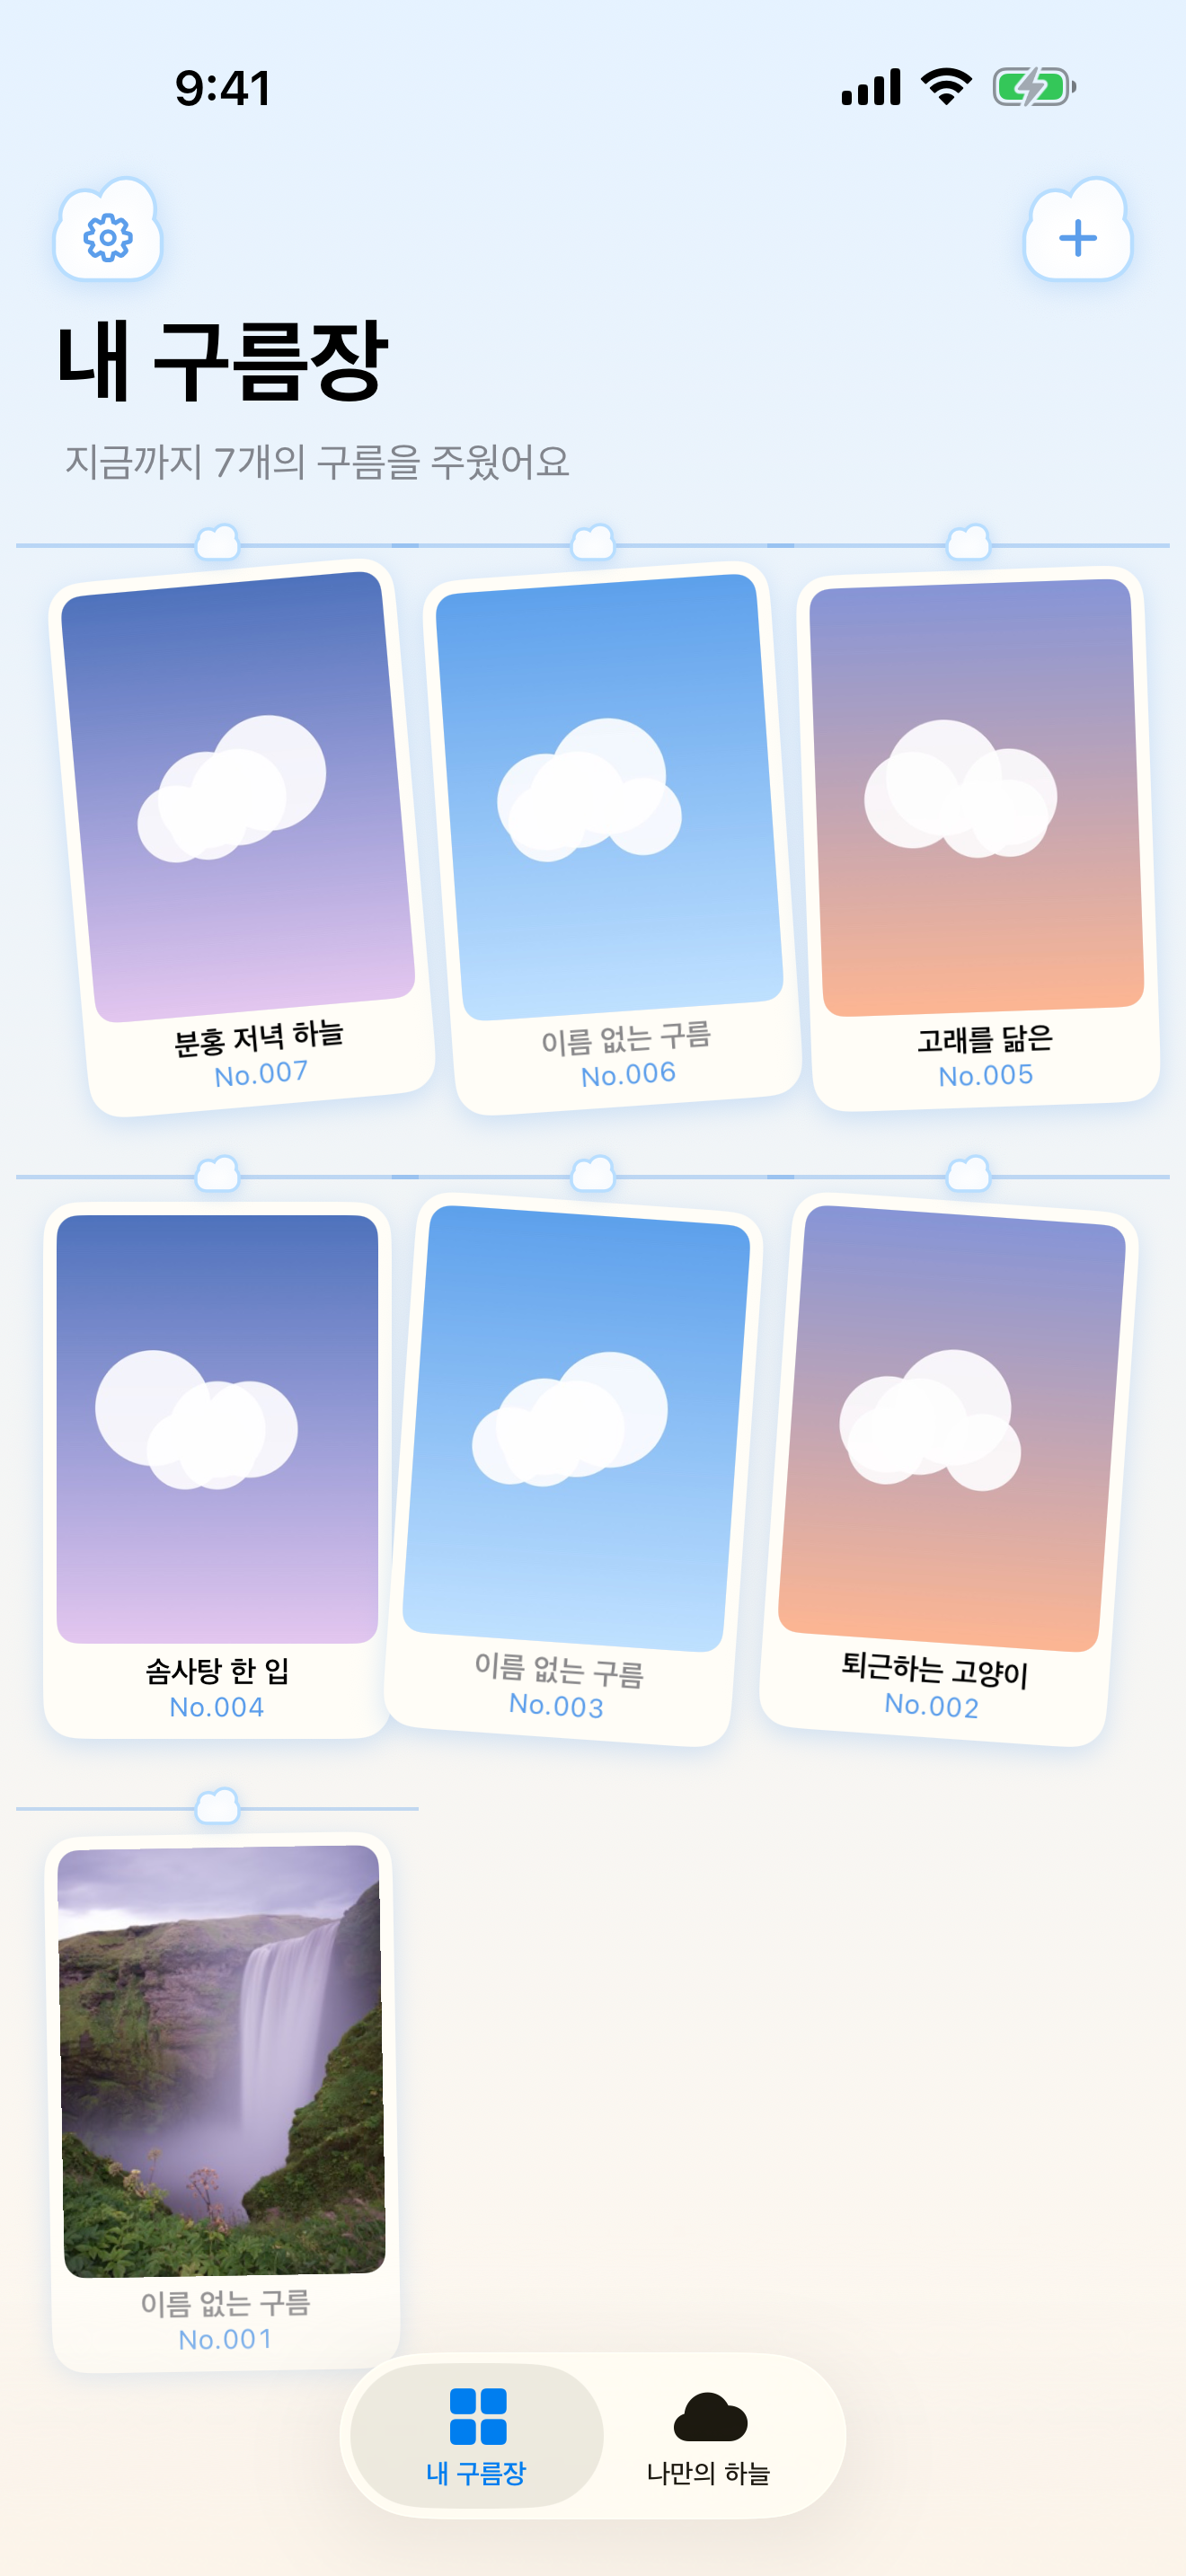 9:41
내 구름장
지금까지 7개의 구름을 주웠어요
분홍 저녁 하늘
No.007
이름 없는 구름
No.006
고래를 닮은
No.005
솜사탕 한 입
No.004
이름 없는 구름
No.003
퇴근하는 고양이
No.002
이름 없는 구름
No.001
내 구름장
나만의 하늘